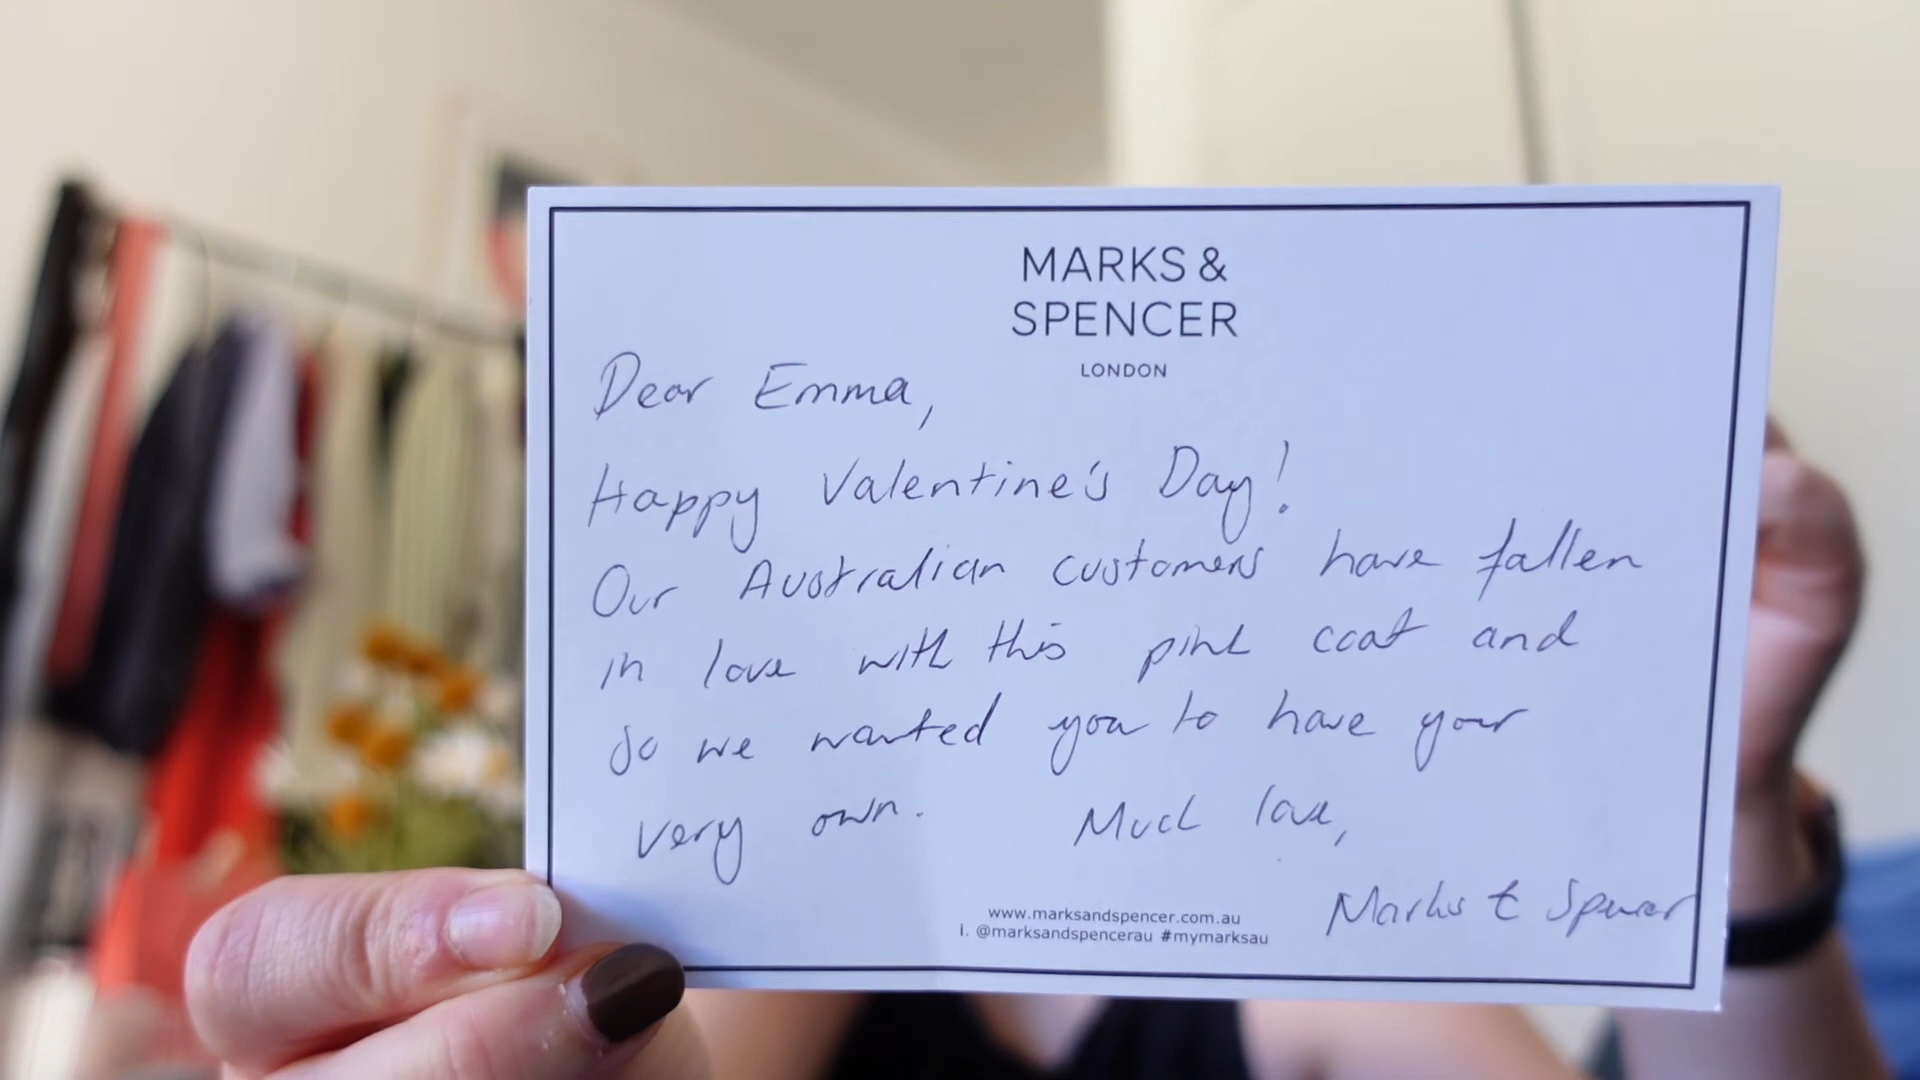 MARKS &
SPENCER
LONDON
Dear Emma,
Happy Valentine's Day!
Our Australian customers have fallen
in love with this pink coat and
so we wanted you to have your
very own. Much love,
Marks & Spencer
www.marksandspencer.com.au
i. @marksandspencerau #mymarksau